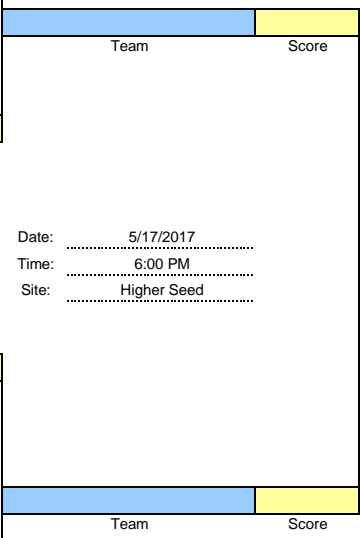 Team Score
Date: 5/17/2017
Time: 6:00 PM
Site: Higher Seed
Team Score